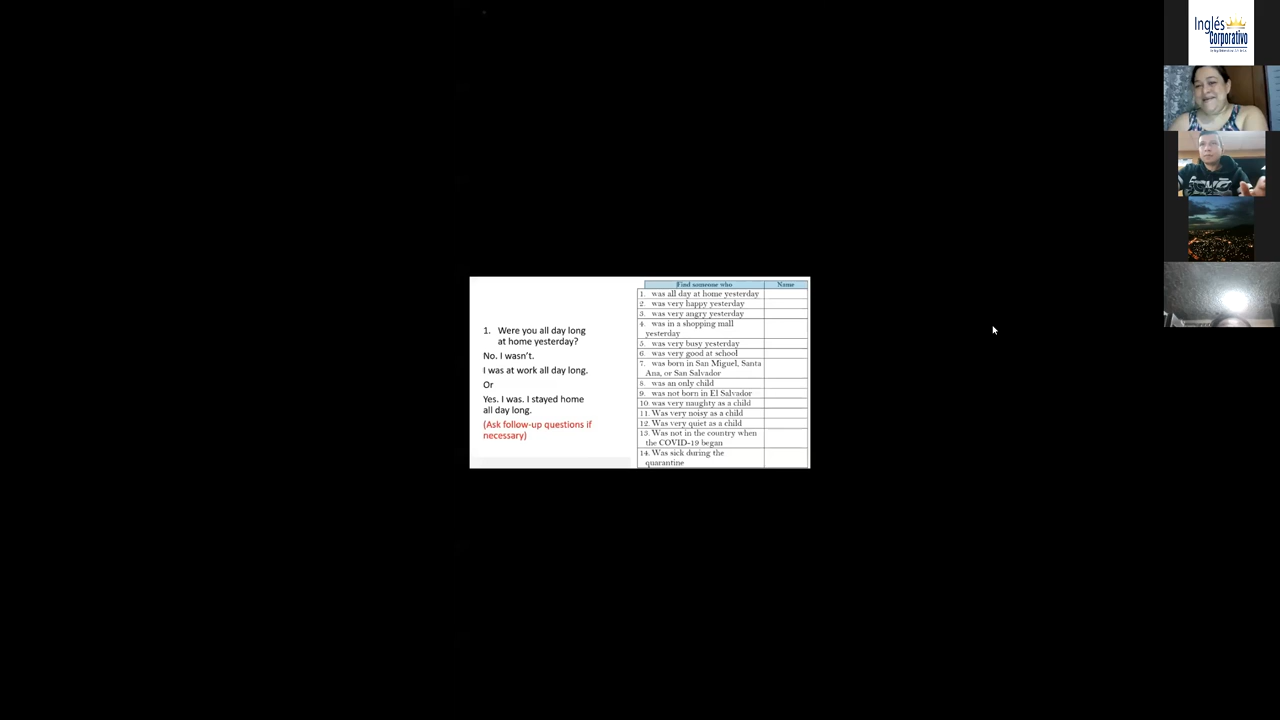 Inglés
Corporativo
1. Were you all day long
at home yesterday?
No. I wasn't.
I was at work all day long.
Or
Yes. I was. I stayed home
all day long.
(Ask follow-up questions if
necessary)
Find someone who Name
1. was all day at home yesterday
2. was very happy yesterday
3. was very angry yesterday
4. was in a shopping mall
yesterday
5. was very busy yesterday
6. was very good at school
7. was born in San Miguel, Santa
Ana, or San Salvador
8. was an only child
9. was not born in El Salvador
10. was very naughty as a child
11. Was very noisy as a child
12. Was very quiet as a child
13. Was not in the country when
the COVID-19 began
14. Was sick during the
quarantine